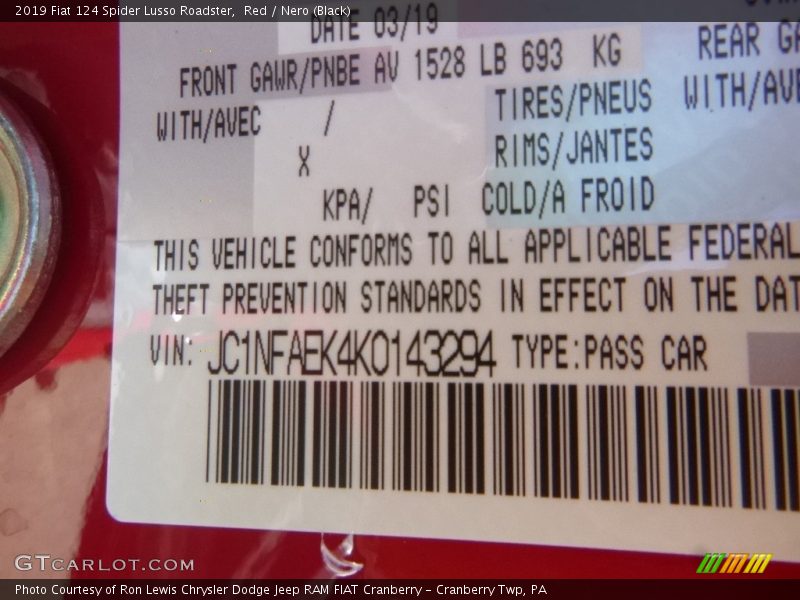 2019 Fiat 124 Spider Lusso Roadster,  Red / Nero (Black)
DATE 03/19
FRONT GAWR/PNBE AV 1528 LB 693 KG
REAR
WITH/AVEC / TIRES/PNEUS WITH/AVE
X RIMS/JANTES
KPA/ PSI COLD/A FROID
THIS VEHICLE CONFORMS TO ALL APPLICABLE FEDERAL
THEFT PREVENTION STANDARDS IN EFFECT ON THE DAT
VIN: JC1NFAEK4K0143294 TYPE:PASS CAR
GTCARLOT.COM
Photo Courtesy of Ron Lewis Chrysler Dodge Jeep RAM FIAT Cranberry – Cranberry Twp, PA